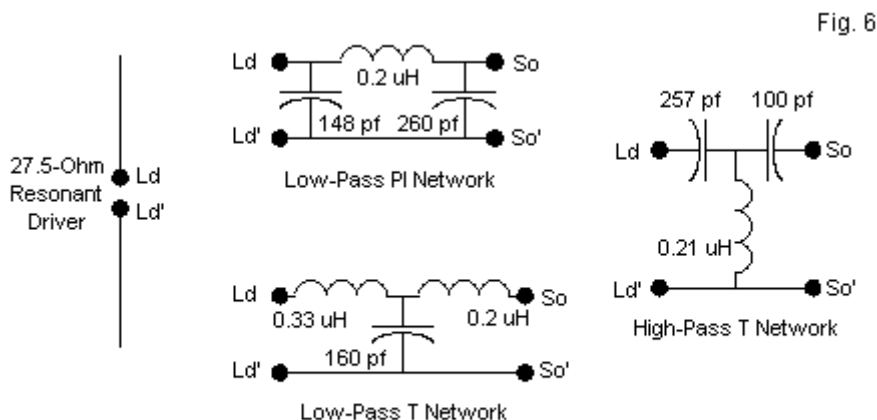 Fig. 6
27.5-Ohm
Resonant
Driver
Ld
Ld'
Ld
So
0.2 uH
148 pf
260 pf
Ld'
So'
Low-Pass PI Network
Ld
So
0.33 uH
0.2 uH
160 pf
Ld'
So'
Low-Pass T Network
257 pf
100 pf
Ld
So
0.21 uH
Ld'
So'
High-Pass T Network